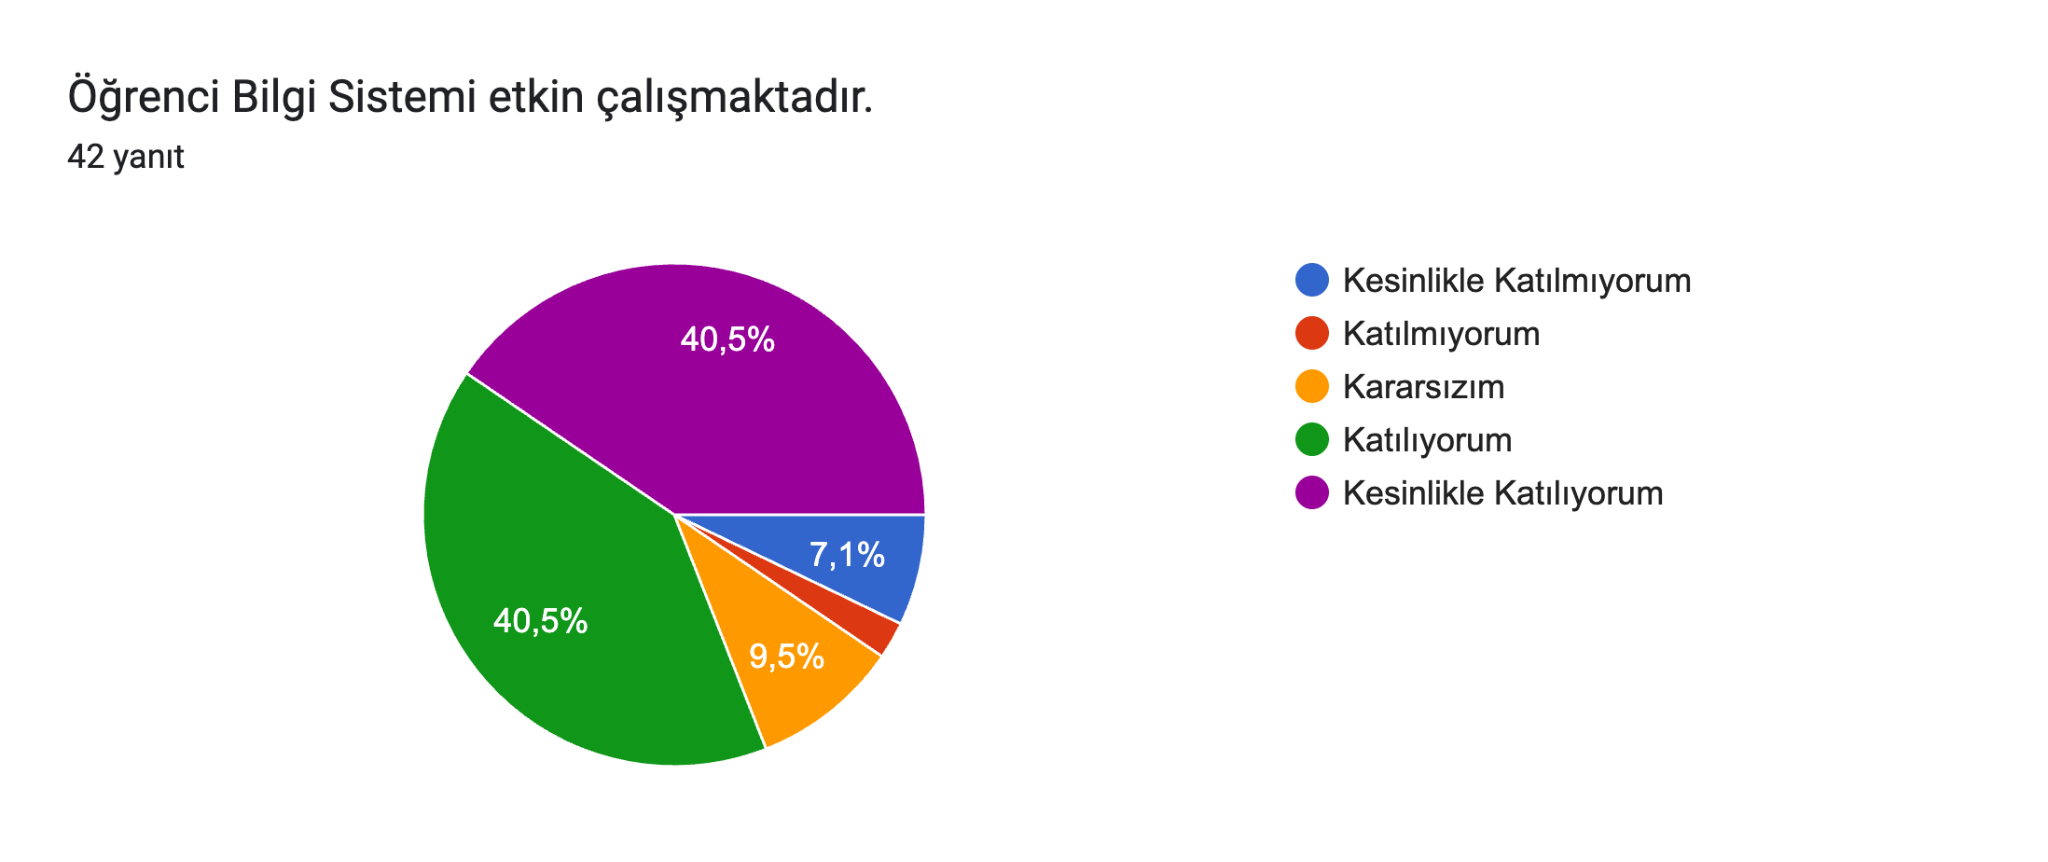 Öğrenci Bilgi Sistemi etkin çalışmaktadır.
42 yanıt
40,5%
7,1%
40,5%
9,5%
Kesinlikle Katılmıyorum
Katılmıyorum
Kararsızım
Katılıyorum
Kesinlikle Katılıyorum